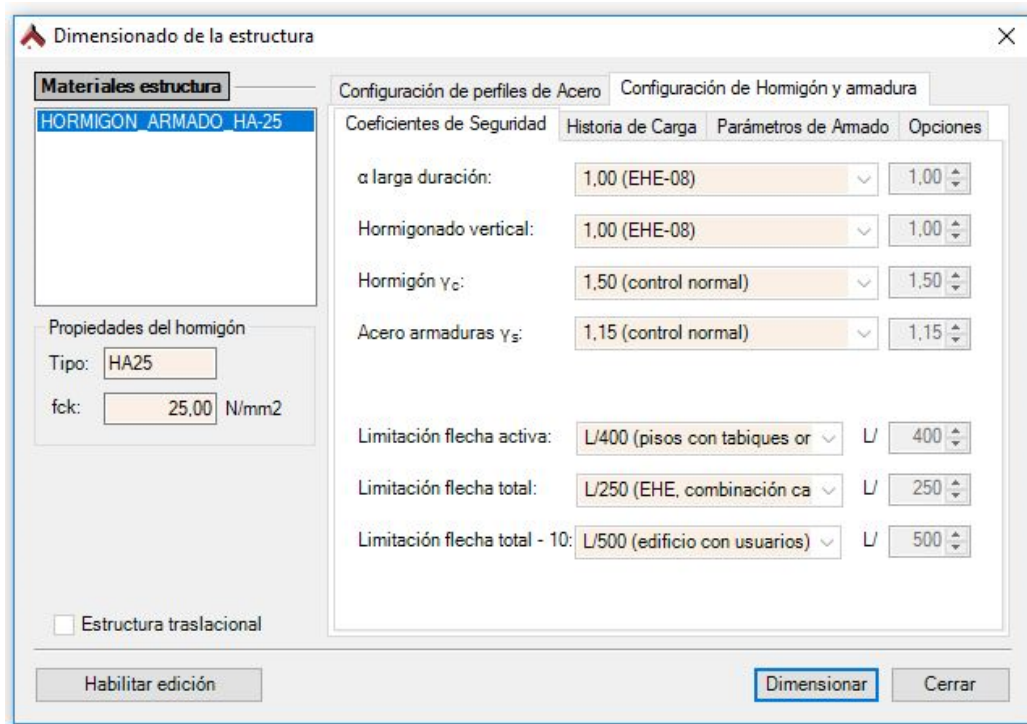 Dimensionado de la estructura
Materiales estructura
HORMIGON_ARMADO_HA-25
Propiedades del hormigón
Tipo: HA25
fck: 25,00 N/mm2
Estructura traslacional
Configuración de perfiles de Acero Configuración de Hormigón y armadura
Coeficientes de Seguridad Historia de Carga Parámetros de Armado Opciones
α larga duración: 1,00 (EHE-08) 1,00
Hormigonado vertical: 1,00 (EHE-08) 1,00
Hormigón γc: 1,50 (control normal) 1,50
Acero armaduras γs: 1,15 (control normal) 1,15
Limitación flecha activa: L/400 (pisos con tabiques or L/ 400
Limitación flecha total: L/250 (EHE, combinación ca L/ 250
Limitación flecha total - 10: L/500 (edificio con usuarios) L/ 500
Habilitar edición Dimensionar Cerrar